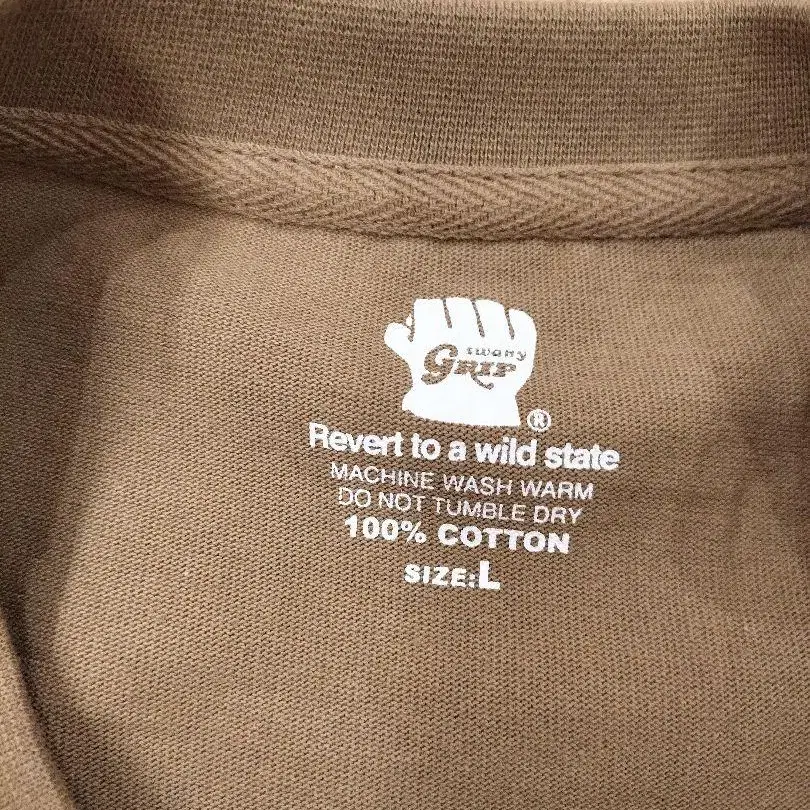 swany
GRIP
®
Revert to a wild state
MACHINE WASH WARM
DO NOT TUMBLE DRY
100% COTTON
SIZE:L